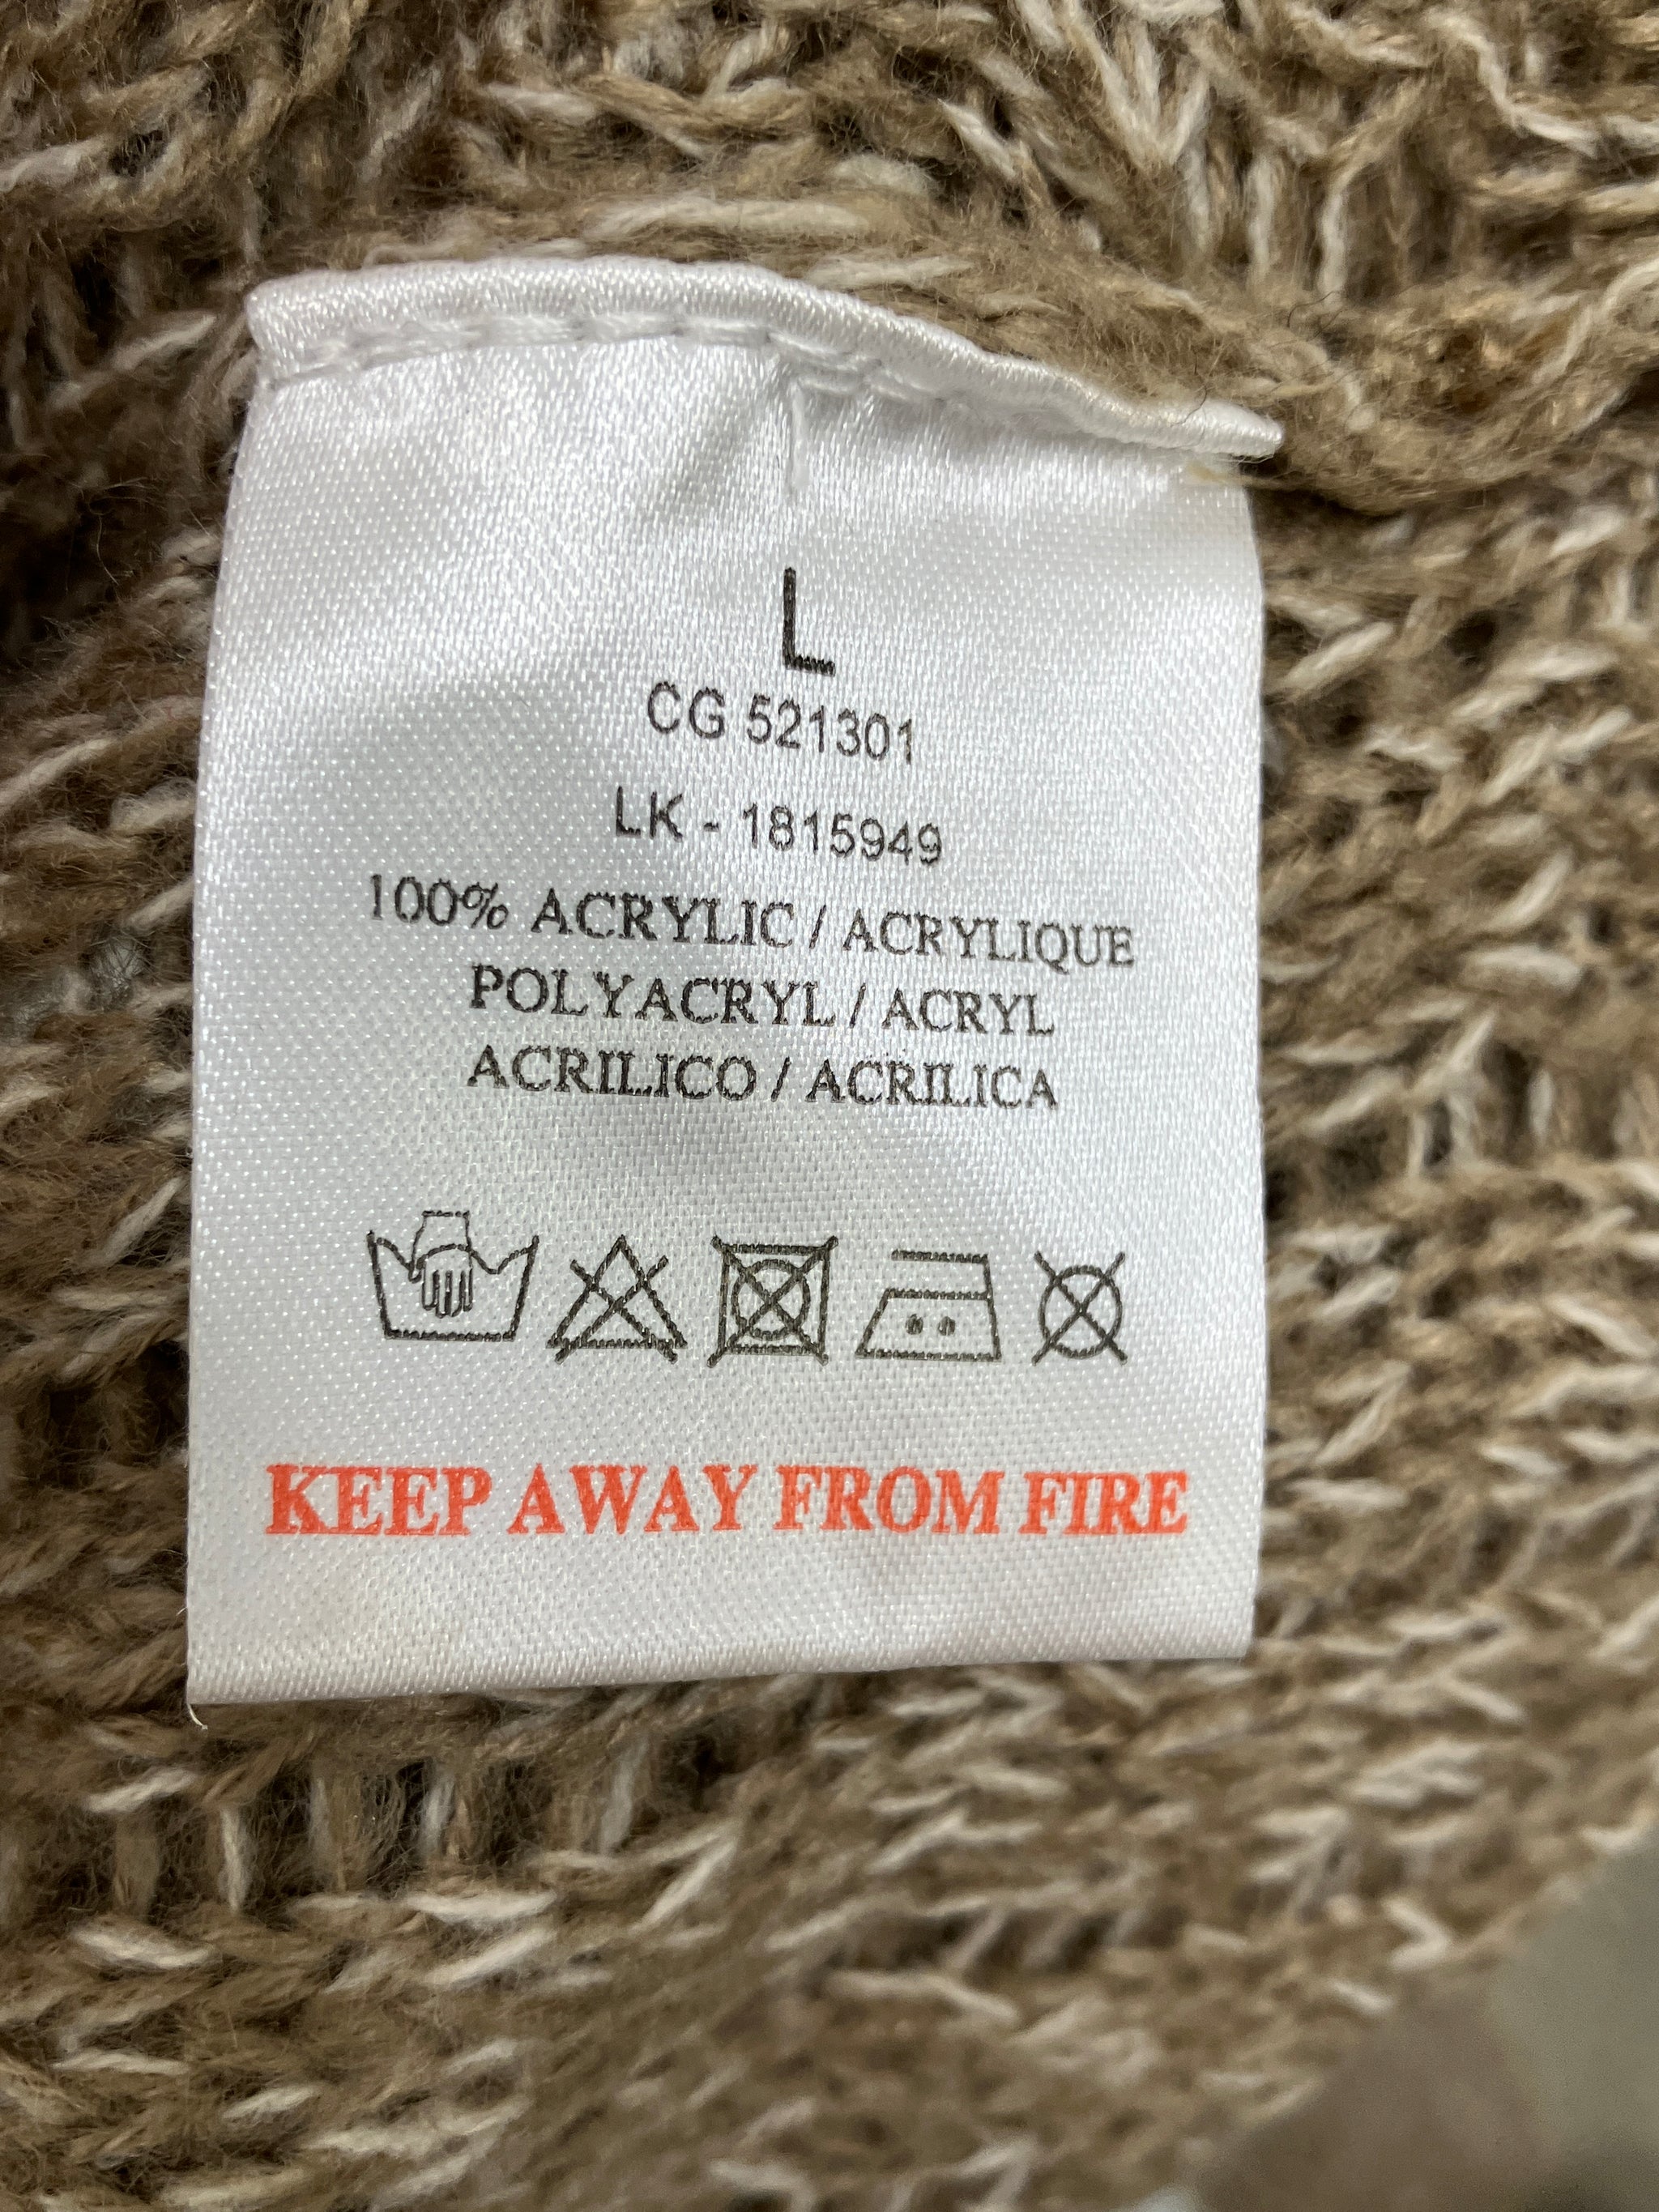 L
CG 521301
LK - 1815949
100% ACRYLIC / ACRYLIQUE
POLYACRYL / ACRYL
ACRILICO / ACRILICA
KEEP AWAY FROM FIRE